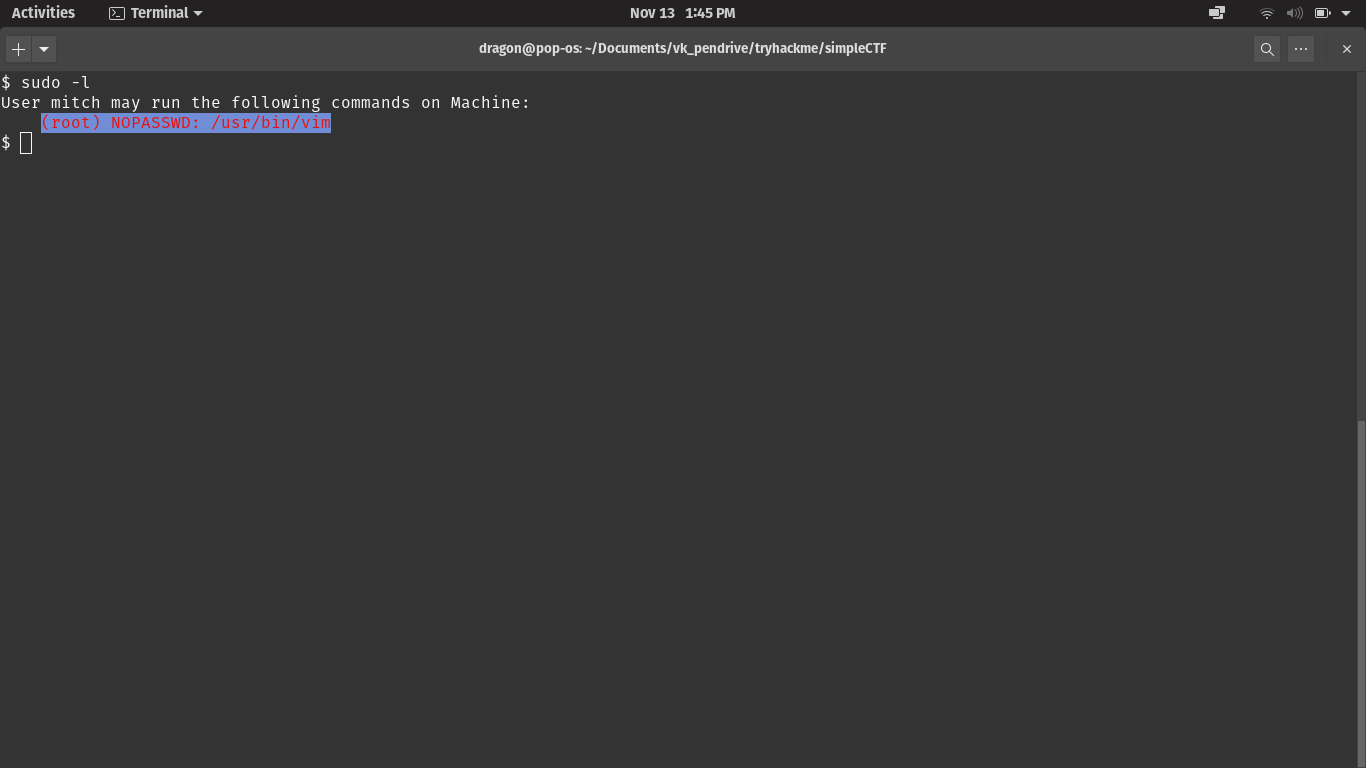 Activities Terminal Nov 13 1:45 PM
dragon@pop-os: ~/Documents/vk_pendrive/tryhackme/simpleCTF
$ sudo -l
User mitch may run the following commands on Machine:
(root) NOPASSWD: /usr/bin/vim
$